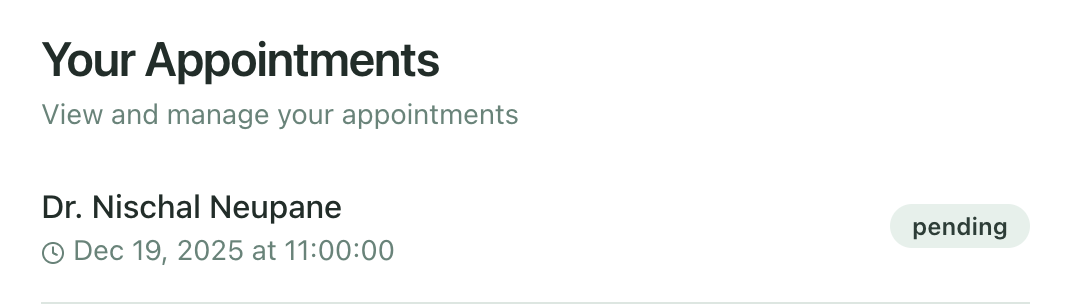 Your Appointments
View and manage your appointments
Dr. Nischal Neupane
Dec 19, 2025 at 11:00:00
pending